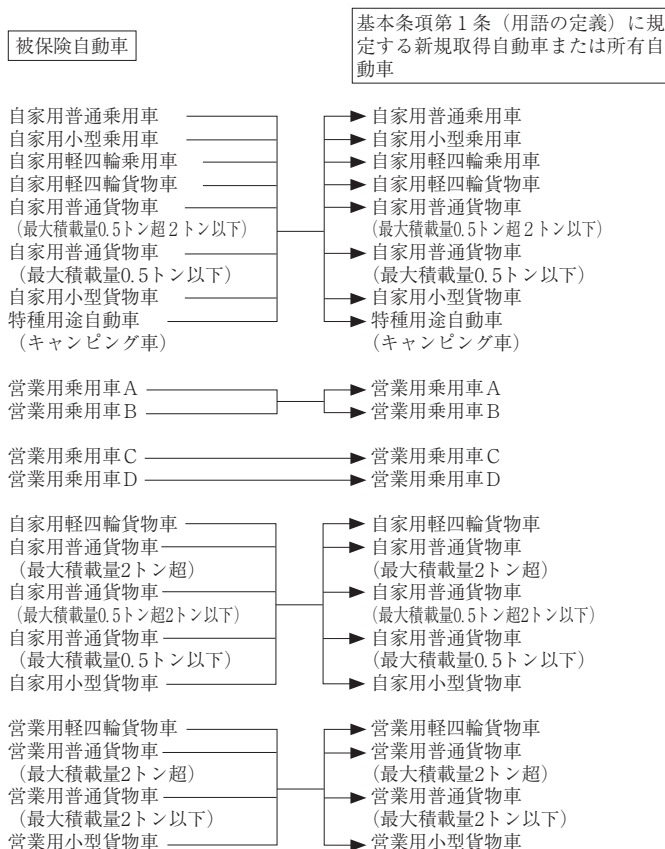 被保険自動車
基本条項第1条（用語の定義）に規
定する新規取得自動車または所有自
動車
自家用普通乗用車
自家用小型乗用車
自家用軽四輪乗用車
自家用軽四輪貨物車
自家用普通貨物車
（最大積載量0.5トン超2トン以下）
自家用普通貨物車
（最大積載量0.5トン以下）
自家用小型貨物車
特種用途自動車
（キャンピング車）
自家用普通乗用車
自家用小型乗用車
自家用軽四輪乗用車
自家用軽四輪貨物車
自家用普通貨物車
（最大積載量0.5トン超2トン以下）
自家用普通貨物車
（最大積載量0.5トン以下）
自家用小型貨物車
特種用途自動車
（キャンピング車）
営業用乗用車A
営業用乗用車B
営業用乗用車A
営業用乗用車B
営業用乗用車C
営業用乗用車D
営業用乗用車C
営業用乗用車D
自家用軽四輪貨物車
自家用普通貨物車
（最大積載量2トン超）
自家用普通貨物車
（最大積載量0.5トン超2トン以下）
自家用普通貨物車
（最大積載量0.5トン以下）
自家用小型貨物車
自家用軽四輪貨物車
自家用普通貨物車
（最大積載量2トン超）
自家用普通貨物車
（最大積載量0.5トン超2トン以下）
自家用普通貨物車
（最大積載量0.5トン以下）
自家用小型貨物車
営業用軽四輪貨物車
営業用普通貨物車
（最大積載量2トン超）
営業用普通貨物車
（最大積載量2トン以下）
営業用小型貨物車
営業用軽四輪貨物車
営業用普通貨物車
（最大積載量2トン超）
営業用普通貨物車
（最大積載量2トン以下）
営業用小型貨物車